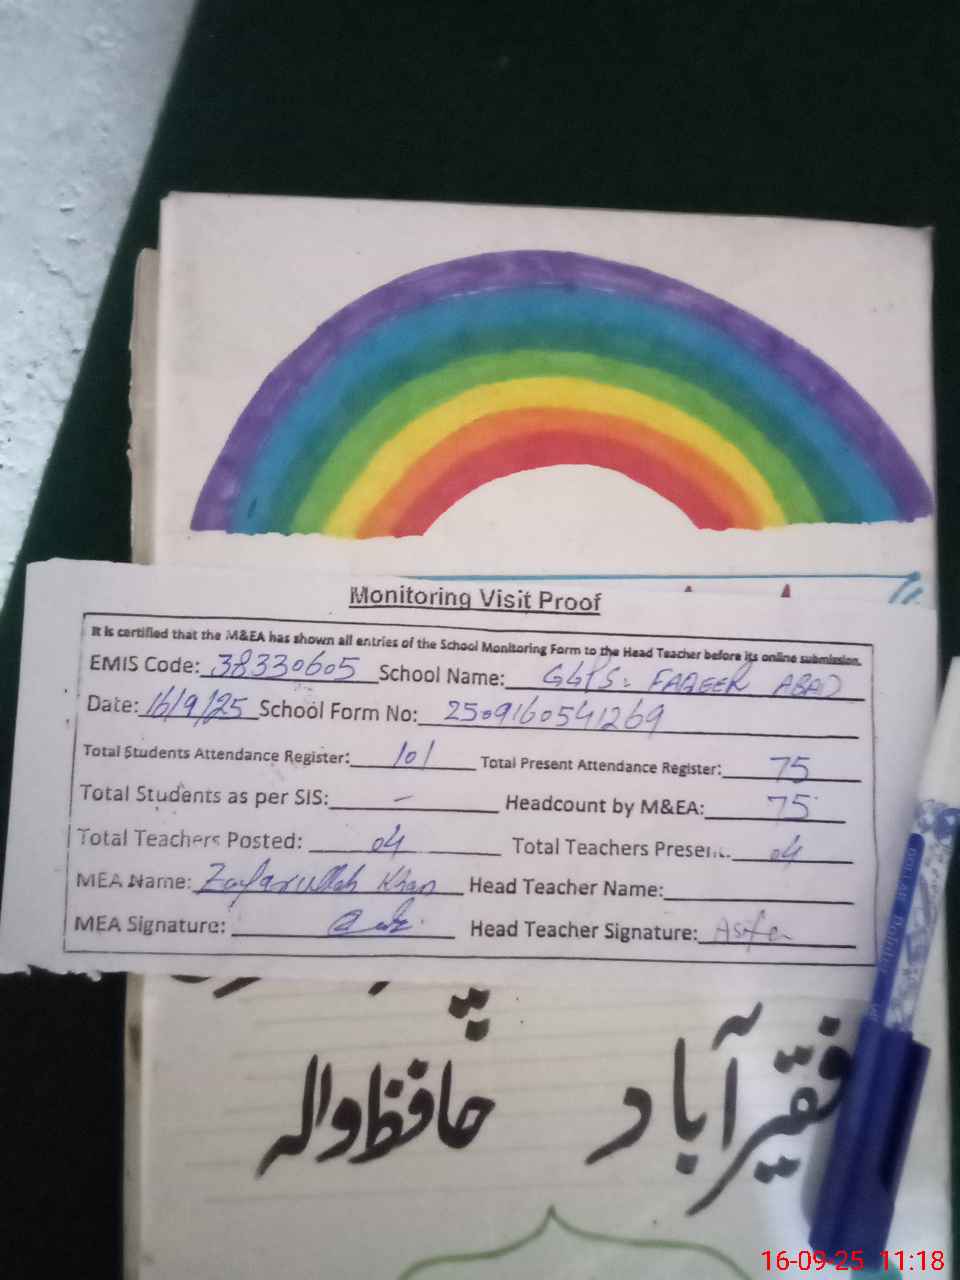 Monitoring Visit Proof
It is certified that the M&EA has shown all entries of the School Monitoring Form to the Head Teacher before its online submission.
EMIS Code: 38330605 School Name: GGPS: FAQEER ABAD
Date: 16/9/25 School Form No: 2509160541269
Total Students Attendance Register: 101 Total Present Attendance Register: 75
Total Students as per SIS: - Headcount by M&EA: 75
Total Teachers Posted: 04 Total Teachers Present: 04
MEA Name: Zafarullah Khan Head Teacher Name:
MEA Signature: Head Teacher Signature: Asifa
فقیر آباد حافظ والہ
16-09-25 11:18